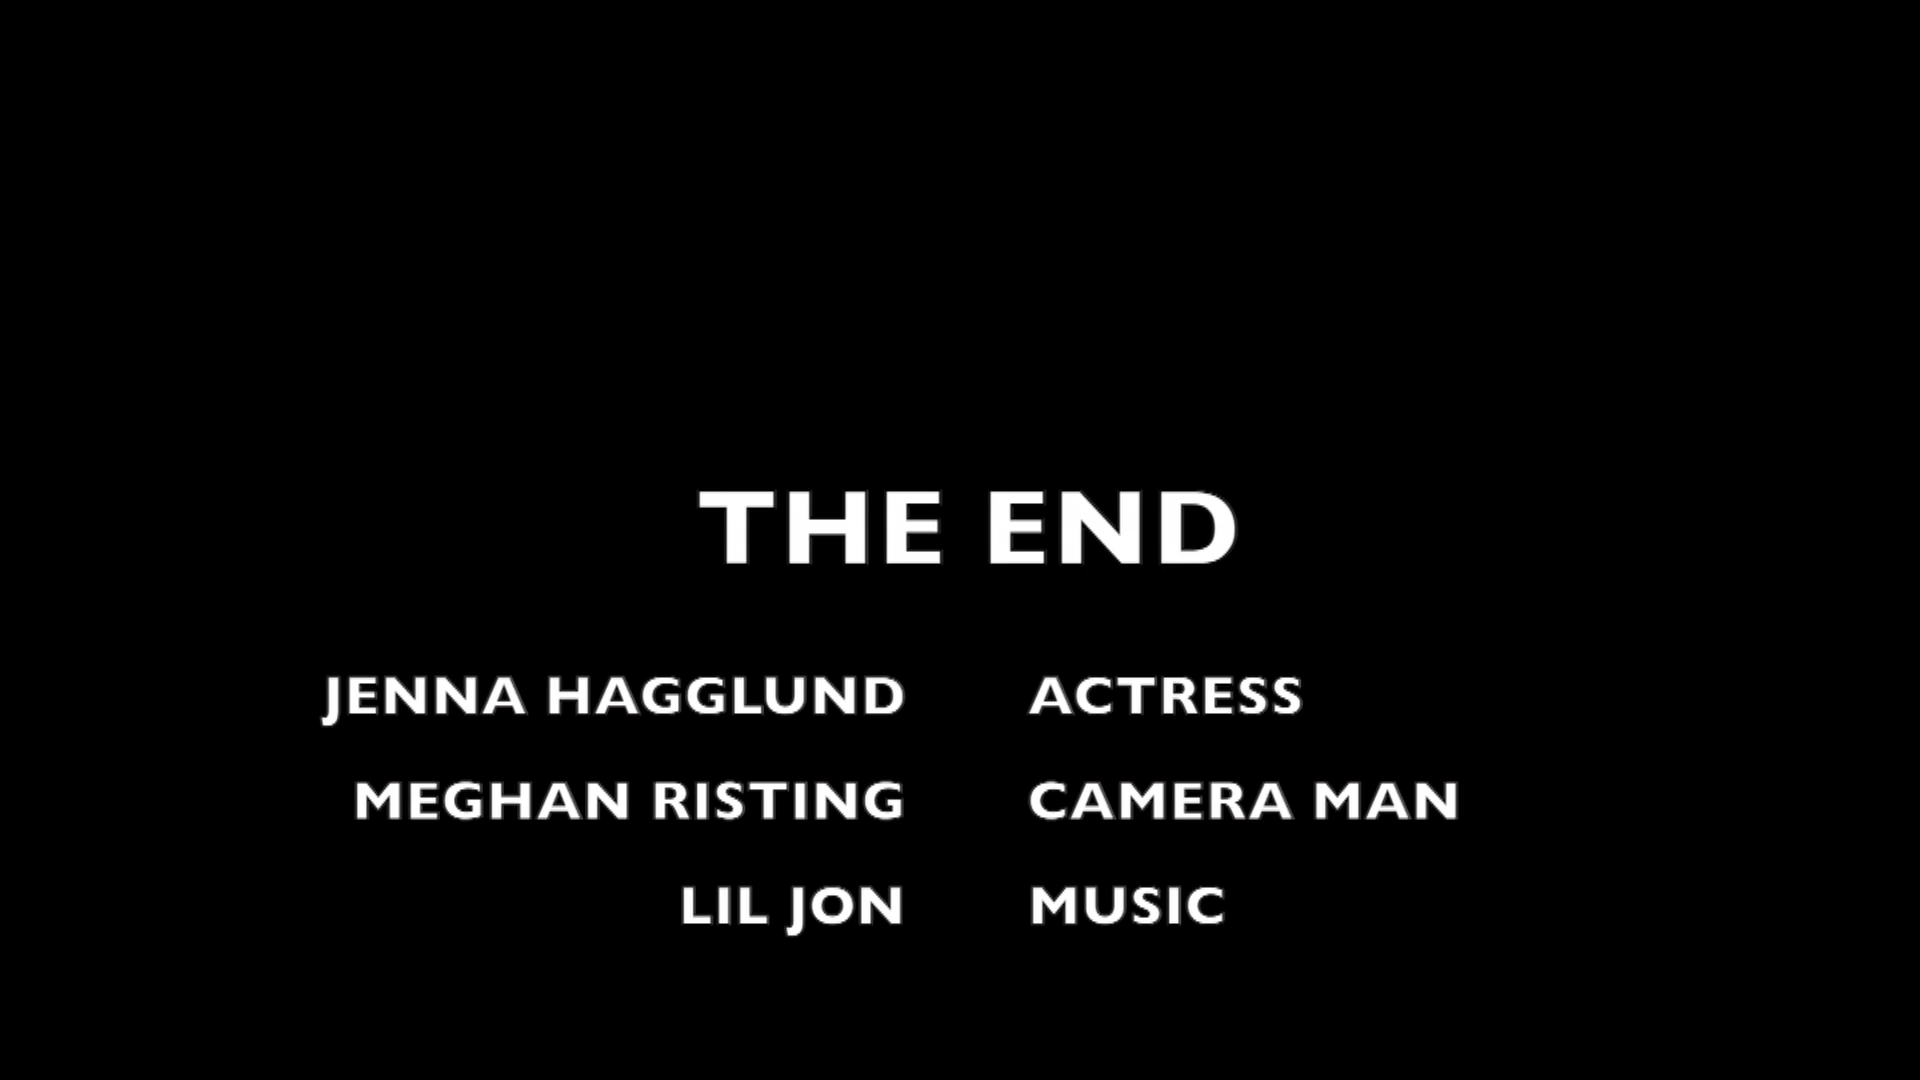 THE END
JENNA HAGGLUND ACTRESS
MEGHAN RISTING CAMERA MAN
LIL JON MUSIC